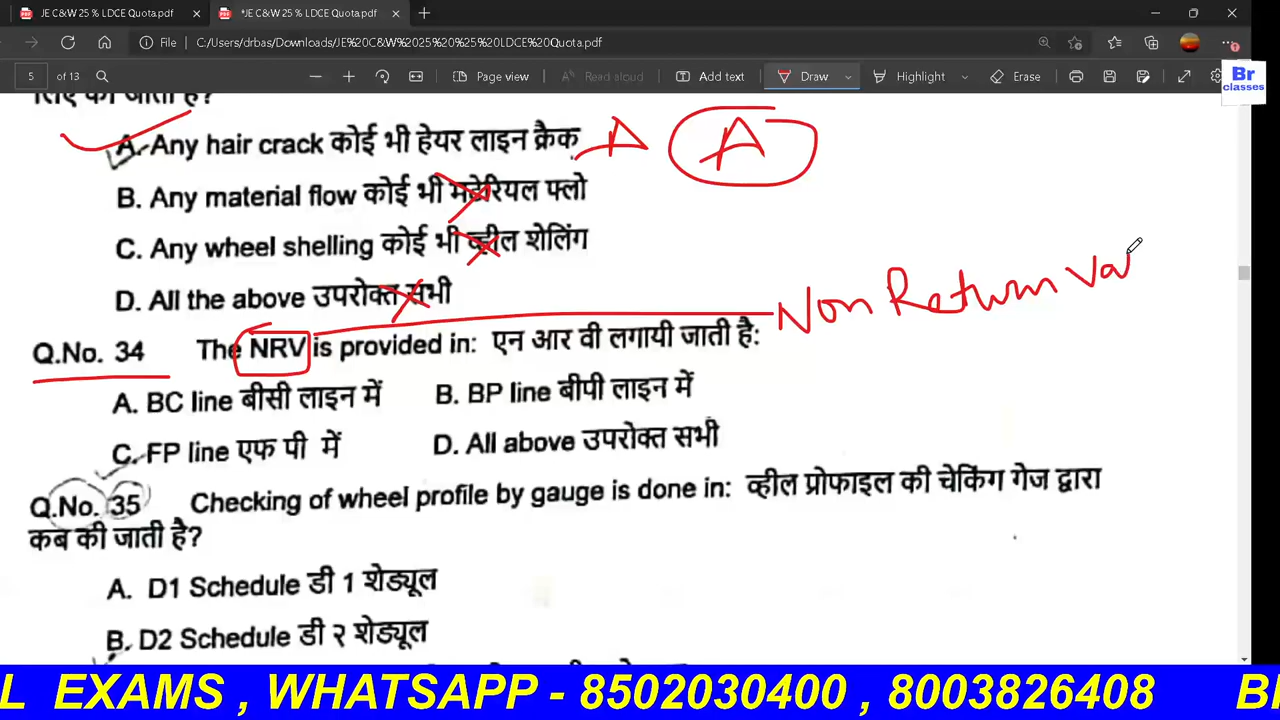 JE C&W 25 % LDCE Quota.pdf
*JE C&W 25 % LDCE Quota.pdf
File C:/Users/drbas/Downloads/JE%20C&W%2025%20%25%20LDCE%20Quota.pdf
5 of 13 Page view Read aloud Add text Draw Highlight Erase
Br classes
लिए की जाती है?
A. Any hair crack कोई भी हेयर लाइन क्रैक A A
B. Any material flow कोई भी मटेरियल फ्लो
C. Any wheel shelling कोई भी व्हील शेलिंग
D. All the above उपरोक्त सभी
Non Return Va
Q.No. 34 The NRV is provided in: एन आर वी लगायी जाती है:
A. BC line बीसी लाइन में B. BP line बीपी लाइन में
C. FP line एफ पी में D. All above उपरोक्त सभी
Q.No. 35 Checking of wheel profile by gauge is done in: व्हील प्रोफाइल की चेकिंग गेज द्वारा
कब की जाती है?
A. D1 Schedule डी 1 शेड्यूल
B. D2 Schedule डी २ शेड्यूल
L EXAMS , WHATSAPP - 8502030400 , 8003826408 BI